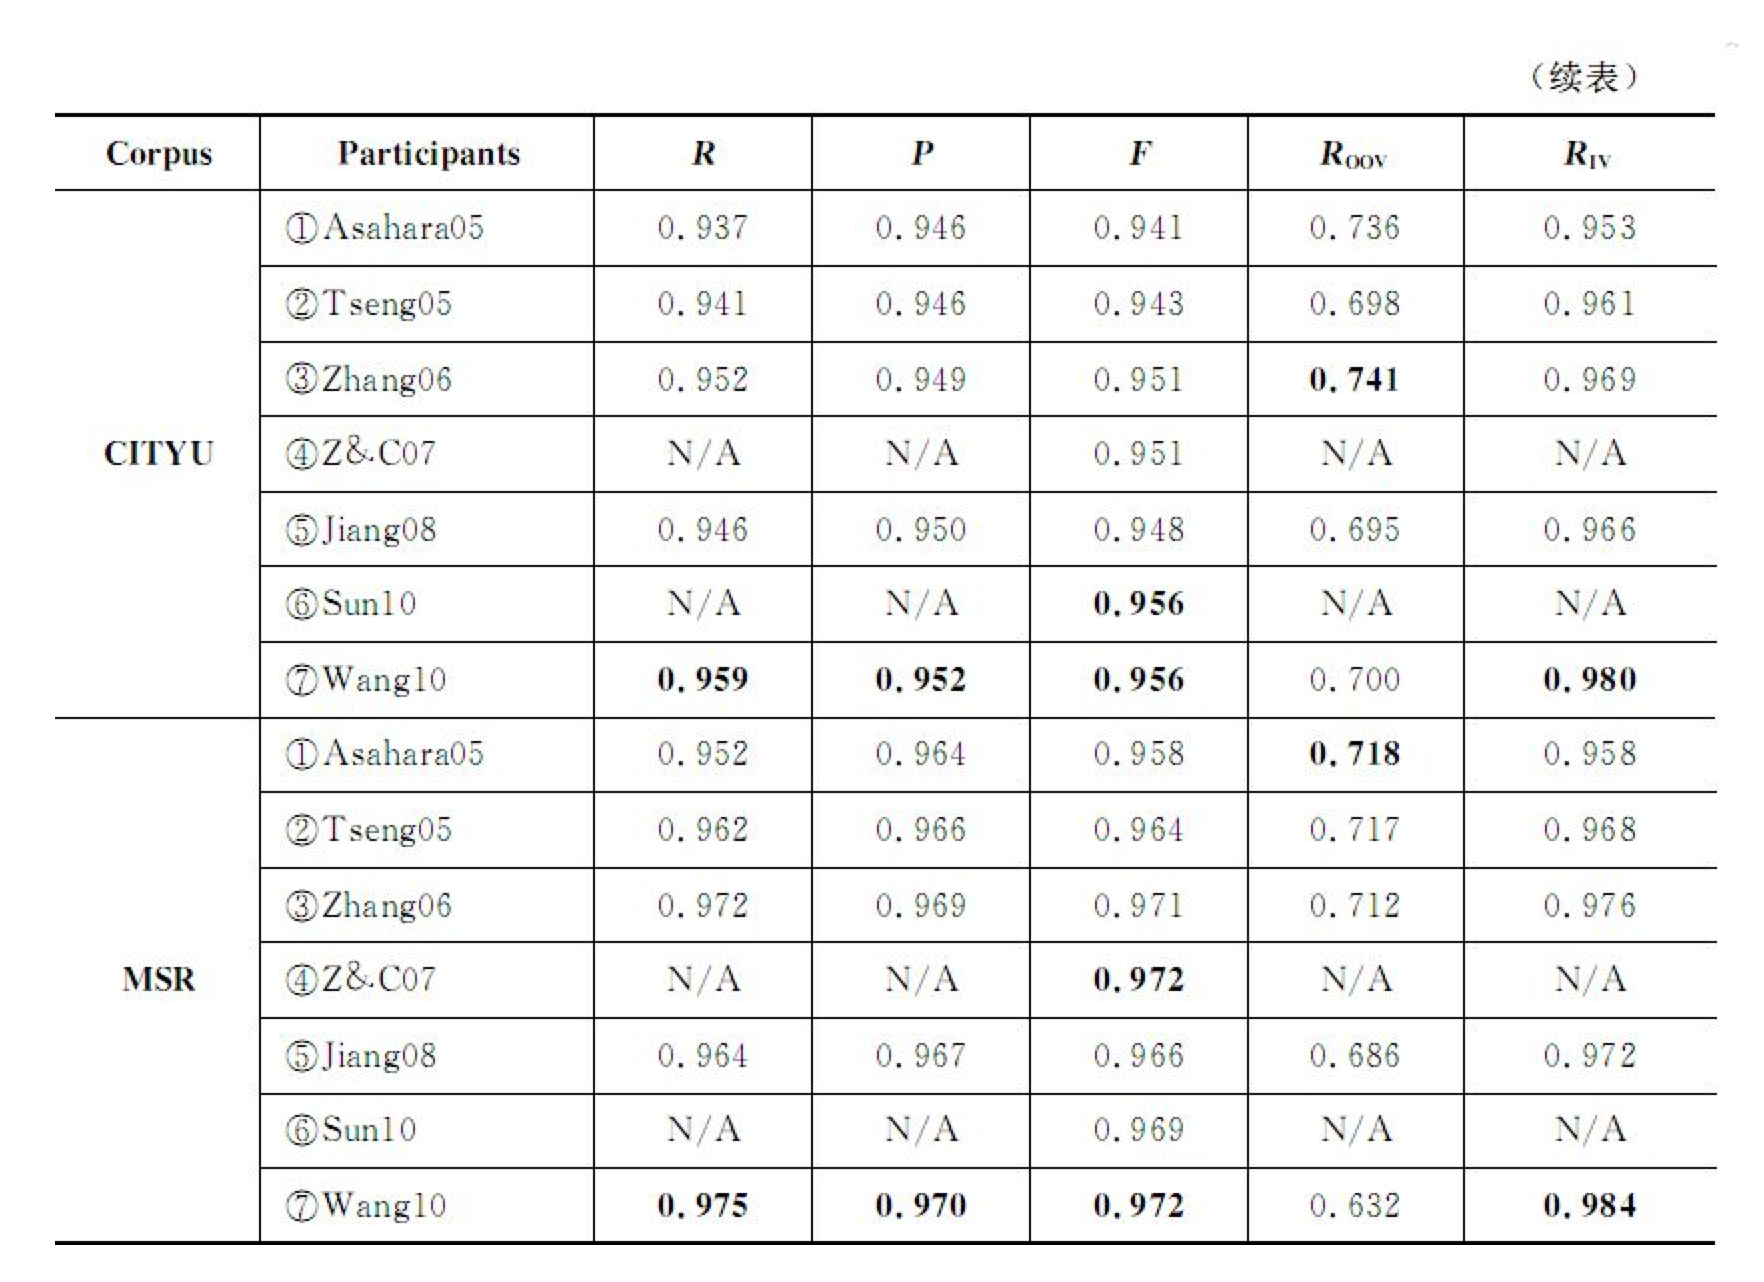 （续表）
Corpus Participants R P F R_OOV R_IV
CITYU ①Asahara05 0.937 0.946 0.941 0.736 0.953
②Tseng05 0.941 0.946 0.943 0.698 0.961
③Zhang06 0.952 0.949 0.951 0.741 0.969
④Z&C07 N/A N/A 0.951 N/A N/A
⑤Jiang08 0.946 0.950 0.948 0.695 0.966
⑥Sun10 N/A N/A 0.956 N/A N/A
⑦Wang10 0.959 0.952 0.956 0.700 0.980
MSR ①Asahara05 0.952 0.964 0.958 0.718 0.958
②Tseng05 0.962 0.966 0.964 0.717 0.968
③Zhang06 0.972 0.969 0.971 0.712 0.976
④Z&C07 N/A N/A 0.972 N/A N/A
⑤Jiang08 0.964 0.967 0.966 0.686 0.972
⑥Sun10 N/A N/A 0.969 N/A N/A
⑦Wang10 0.975 0.970 0.972 0.632 0.984